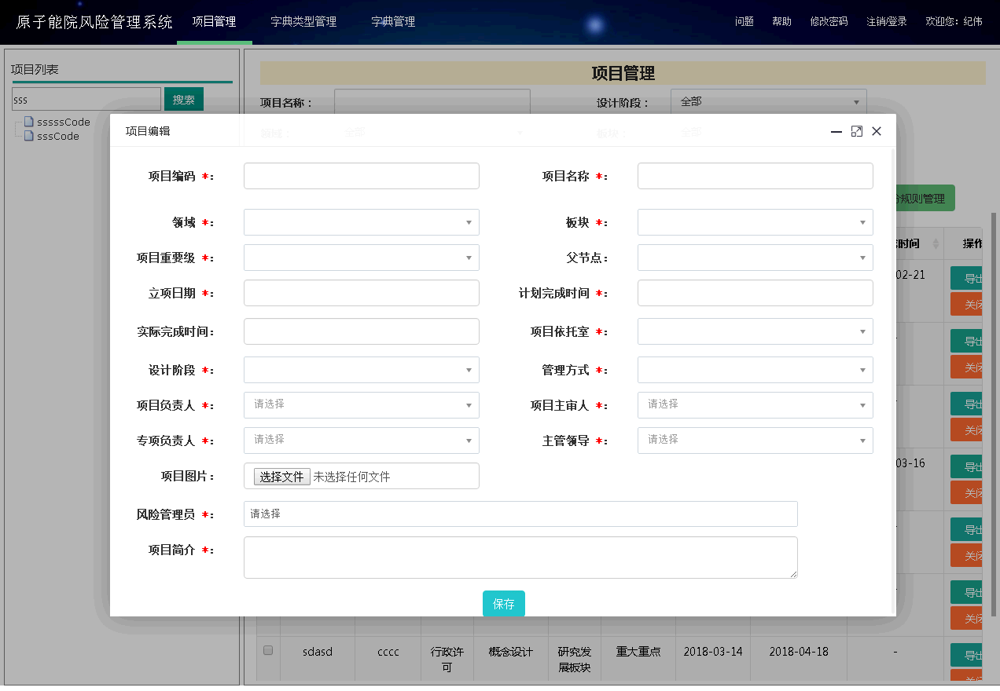 原子能院风险管理系统 项目管理 字典类型管理 字典管理 问题 帮助 修改密码 注销/登录 欢迎您：纪伟
项目列表
sss 搜索
sssssCode
sssCode
项目管理
项目名称： 设计阶段： 全部
领域： 全部 板块： 全部
规则管理
时间 操作
02-21 导出
关闭
导出
关闭
导出
关闭
03-16 导出
关闭
导出
关闭
导出
关闭
项目编辑
项目编码 *： 项目名称 *：
领域 *： 板块 *：
项目重要级 *： 父节点：
立项日期 *： 计划完成时间 *：
实际完成时间： 项目依托室 *：
设计阶段 *： 管理方式 *：
项目负责人 *： 请选择 项目主审人 *： 请选择
专项负责人 *： 请选择 主管领导 *： 请选择
项目图片： 选择文件 未选择任何文件
风险管理员 *： 请选择
项目简介 *：
保存
sdasd cccc 行政许可 概念设计 研究发展板块 重大重点 2018-03-14 2018-04-18 - 导出
关闭